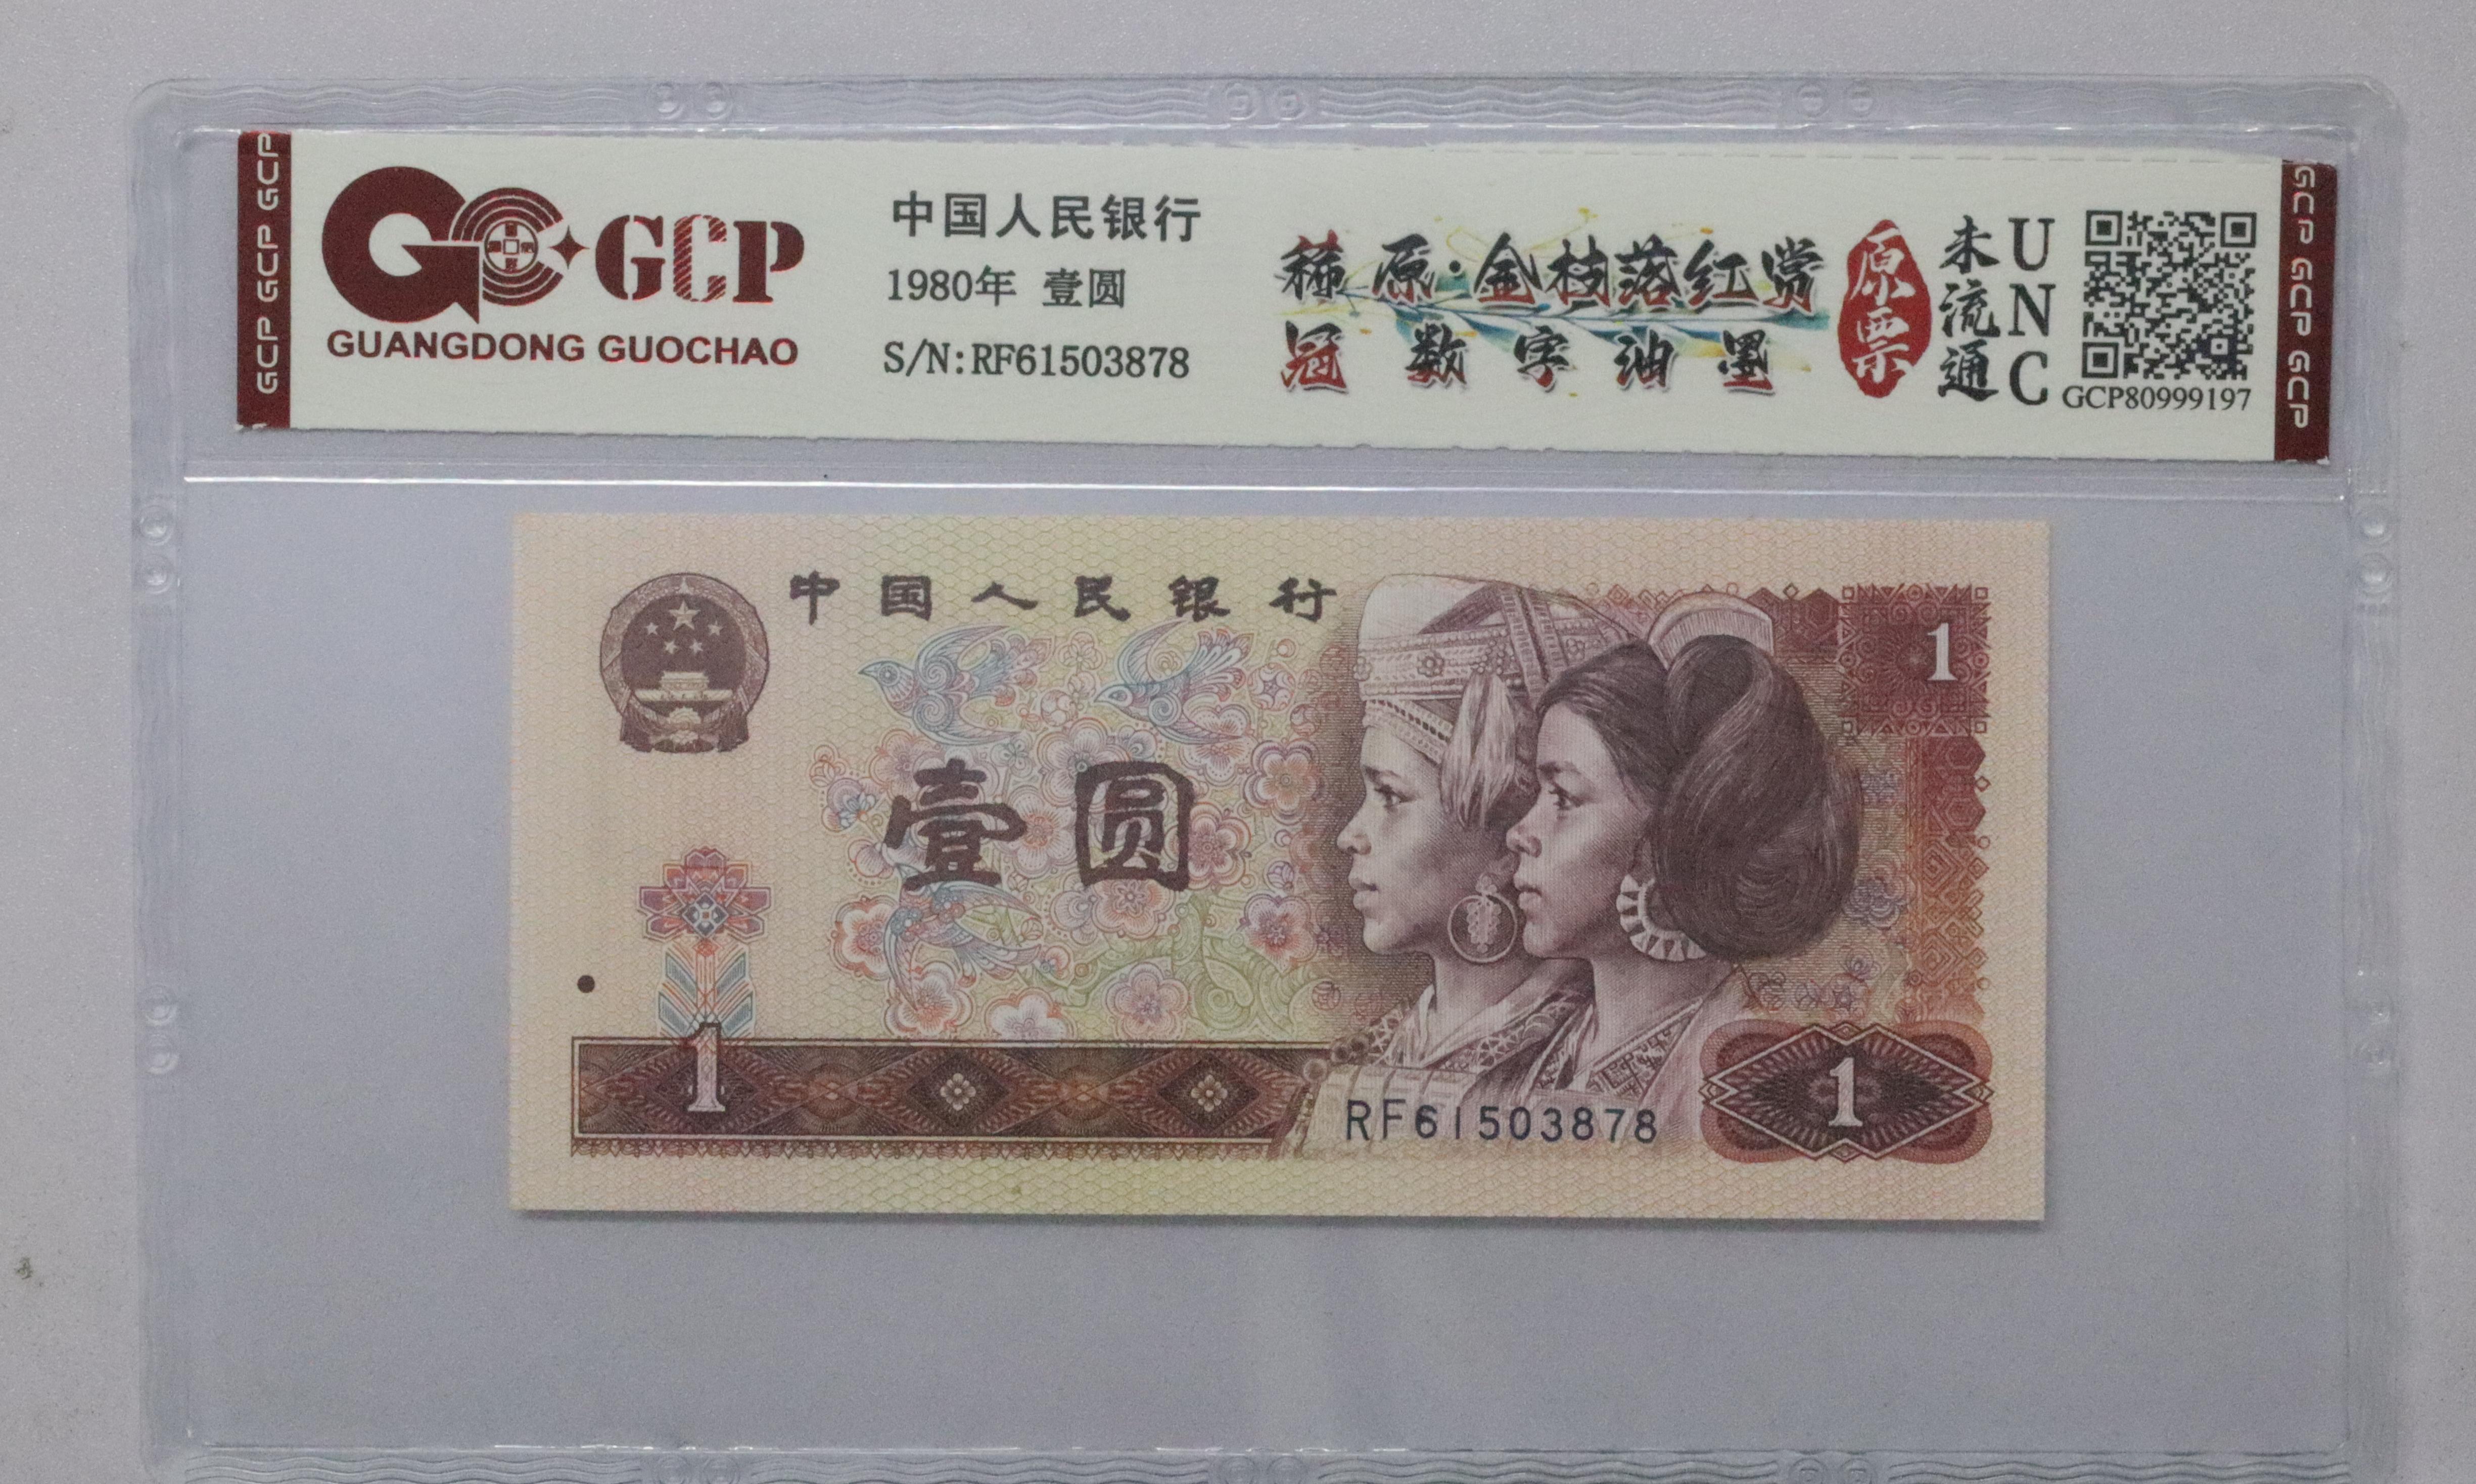 GCP GCP GCP
GCP
GUANGDONG GUOCHAO
中国人民银行
1980年 壹圆
S/N:RF61503878
稀原·金枝落红赏
冠数字油墨
原票
未流通
UNC
GCP80999197
GCP GCP GCP
中国人民银行
1
壹圆
1
RF61503878
1